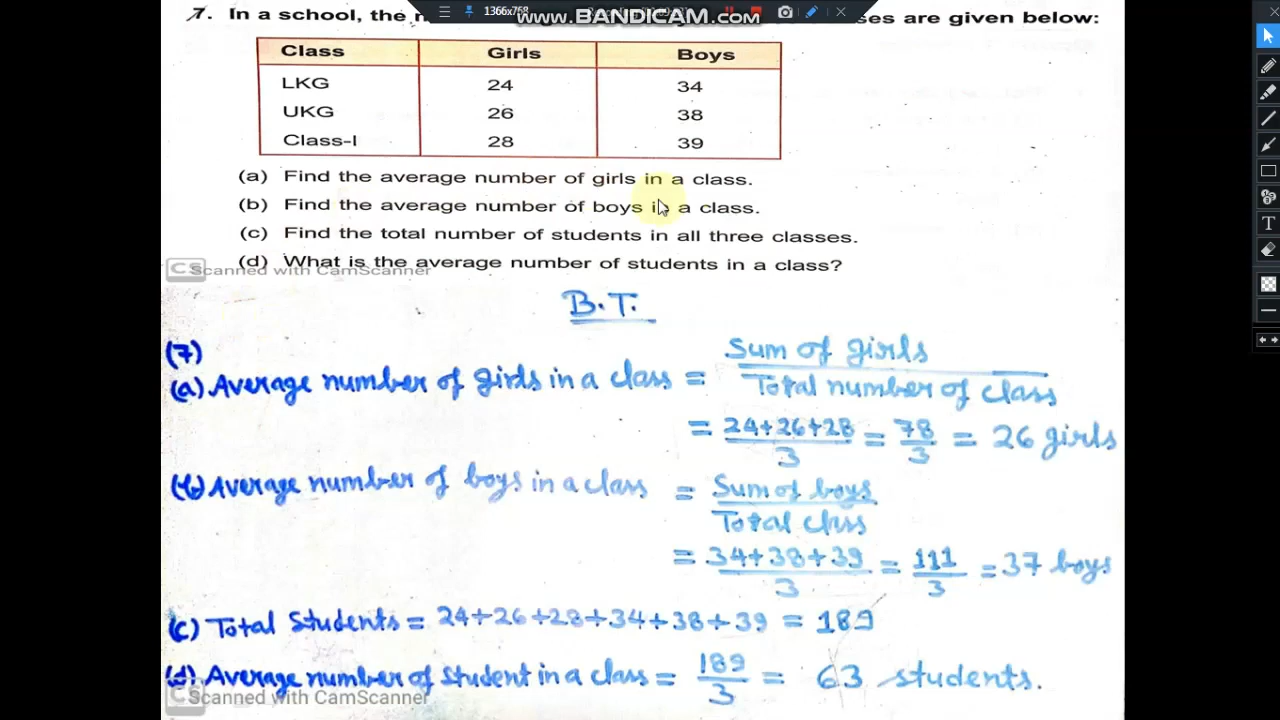 1366x768
www.BANDICAM.com
7. In a school, the n ses are given below:
Class Girls Boys
LKG 24 34
UKG 26 38
Class-I 28 39
(a) Find the average number of girls in a class.
(b) Find the average number of boys in a class.
(c) Find the total number of students in all three classes.
(d) What is the average number of students in a class?
CS Scanned with CamScanner
B.T.
(7)
(a) Average number of girls in a class = Sum of girls / Total number of class
= 24+26+28 / 3 = 78 / 3 = 26 girls
(b) Average number of boys in a class = Sum of boys / Total class
= 34+38+39 / 3 = 111 / 3 = 37 boys
(c) Total Students = 24+26+28+34+38+39 = 189
(d) Average number of student in a class = 189 / 3 = 63 students.
CS Scanned with CamScanner